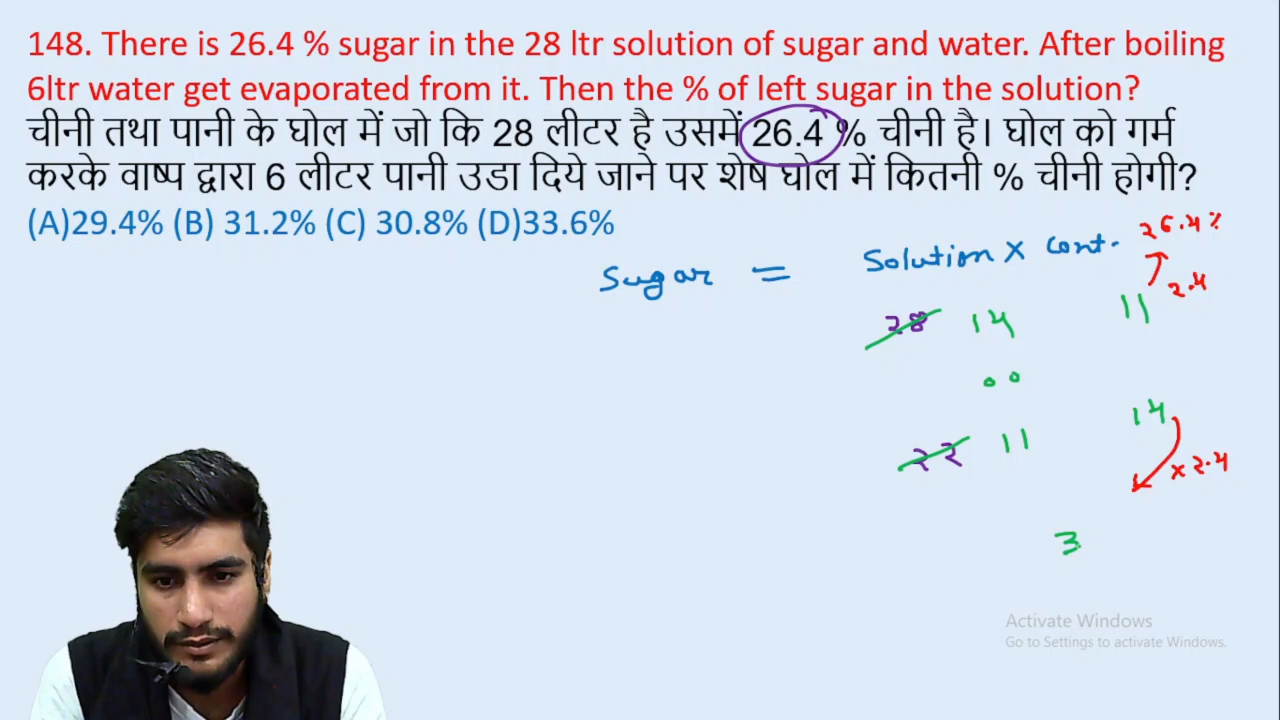 148. There is 26.4 % sugar in the 28 ltr solution of sugar and water. After boiling
6ltr water get evaporated from it. Then the % of left sugar in the solution?
चीनी तथा पानी के घोल में जो कि 28 लीटर है उसमें 26.4 % चीनी है। घोल को गर्म
करके वाष्प द्वारा 6 लीटर पानी उडा दिये जाने पर शेष घोल में कितनी % चीनी होगी?
(A)29.4% (B) 31.2% (C) 30.8% (D)33.6%
Sugar = Solution x cont. 26.4%
2.4
28 14 11
22 11 14
x 2.4
3
Activate Windows
Go to Settings to activate Windows.